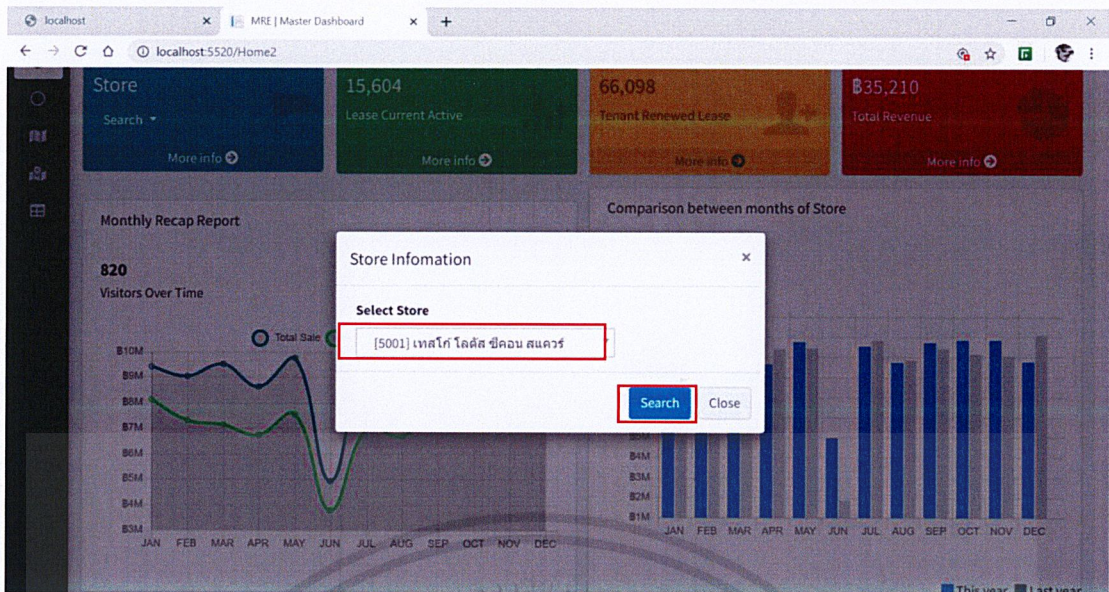 localhost
MRE | Master Dashboard
localhost:5520/Home2
Store
Search
More info
15,604
Lease Current Active
More info
66,098
Tenant Renewed Lease
More info
฿35,210
Total Revenue
More info
Monthly Recap Report
820
Visitors Over Time
Total Sale
฿10M
฿9M
฿8M
฿7M
฿6M
฿5M
฿4M
฿3M
JAN FEB MAR APR MAY JUN JUL AUG SEP OCT NOV DEC
Comparison between months of Store
฿4M
฿3M
฿2M
฿1M
JAN FEB MAR APR MAY JUN JUL AUG SEP OCT NOV DEC
This year Last year
Store Infomation
Select Store
[5001] เทสโก์ โลตัส ซีคอน สแควร์
Search Close